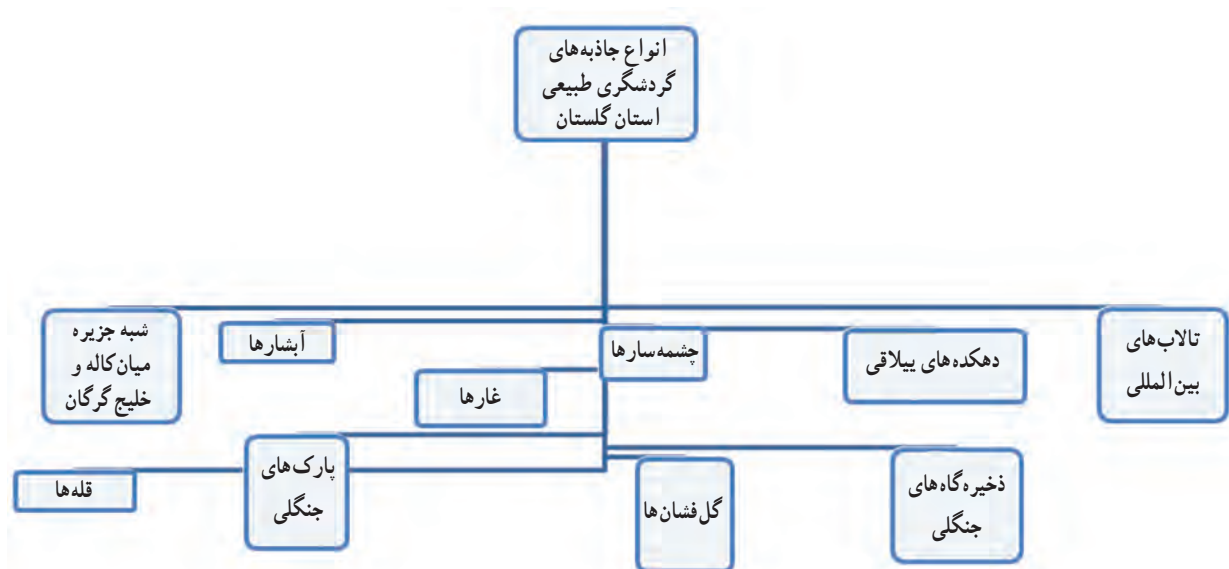 انواع جاذبه‌های
گردشگری طبیعی
استان گلستان
تالاب‌های
بین‌المللی
دهکده‌های ییلاقی
چشمه‌سارها
آبشارها
شبه جزیره
میان‌کاله و
خلیج گرگان
غارها
ذخیره‌گاه‌های
جنگلی
گل‌فشان‌ها
پارک‌های
جنگلی
قله‌ها